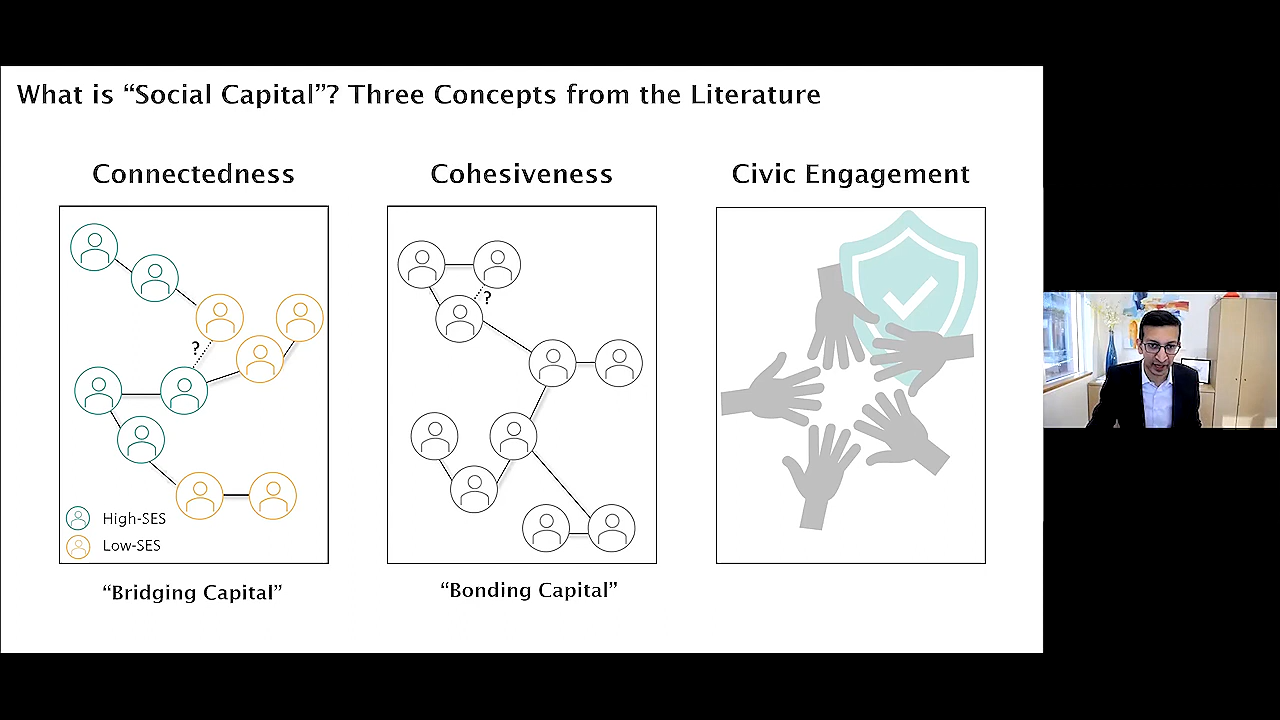 What is “Social Capital”? Three Concepts from the Literature
Connectedness
Cohesiveness
Civic Engagement
?
?
High-SES
Low-SES
“Bridging Capital”
“Bonding Capital”